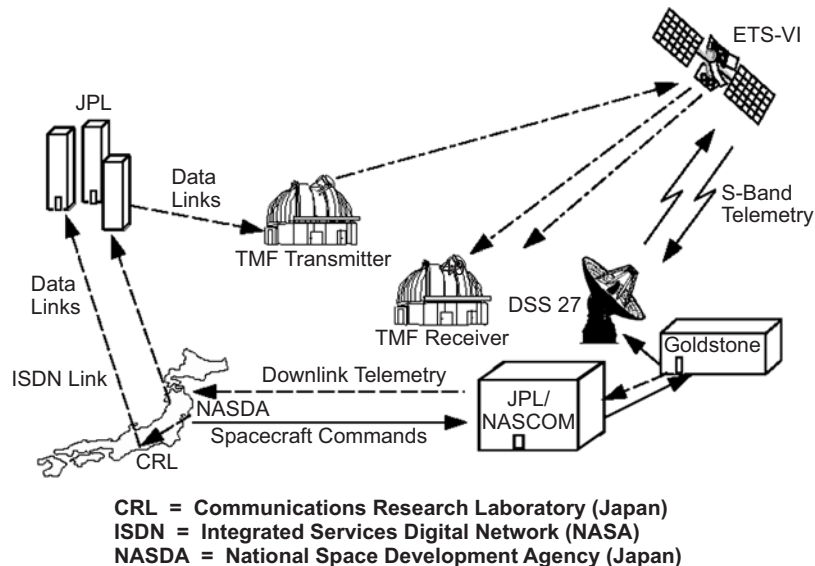 ETS-VI
JPL
Data
Links
S-Band
Telemetry
TMF Transmitter
Data
Links
DSS 27
TMF Receiver
Goldstone
ISDN Link
Downlink Telemetry
JPL/
NASCOM
NASDA
Spacecraft Commands
CRL
CRL = Communications Research Laboratory (Japan)
ISDN = Integrated Services Digital Network (NASA)
NASDA = National Space Development Agency (Japan)